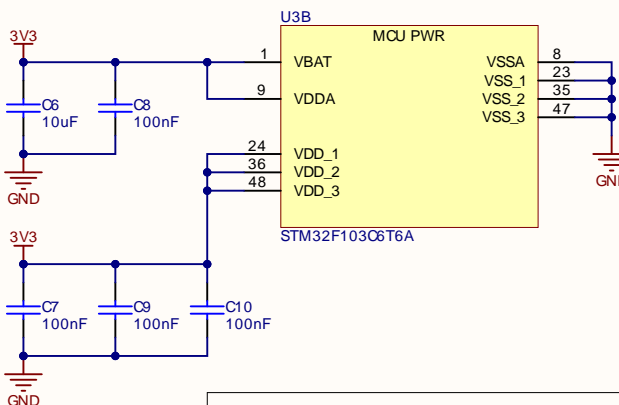 U3B
3V3
MCU PWR
1
VBAT
VSSA
8
VSS_1
23
9
VDDA
VSS_2
35
VSS_3
47
C6
10uF
C8
100nF
24
VDD_1
36
VDD_2
48
VDD_3
GND
GND
STM32F103C6T6A
3V3
C7
100nF
C9
100nF
C10
100nF
GND